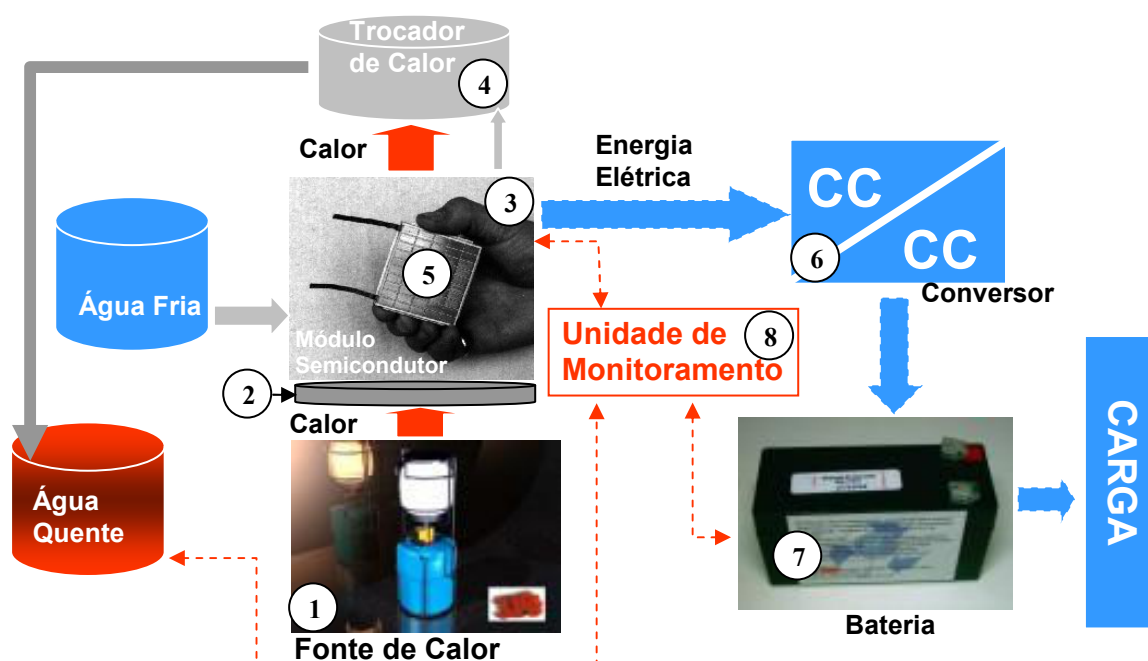 Trocador
de Calor
4
Calor
Energia
Elétrica
3
CC
CC
6
Conversor
5
Água Fria
Módulo
Semicondutor
Unidade de
Monitoramento
8
2
Calor
CARGA
Água
Quente
7
1
Bateria
Fonte de Calor